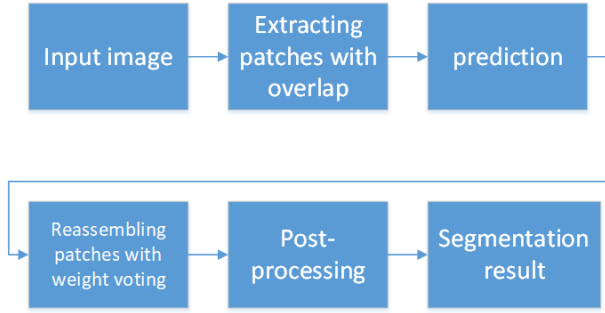 Input image
Extracting
patches with
overlap
prediction
Reassembling
patches with
weight voting
Post-
processing
Segmentation
result